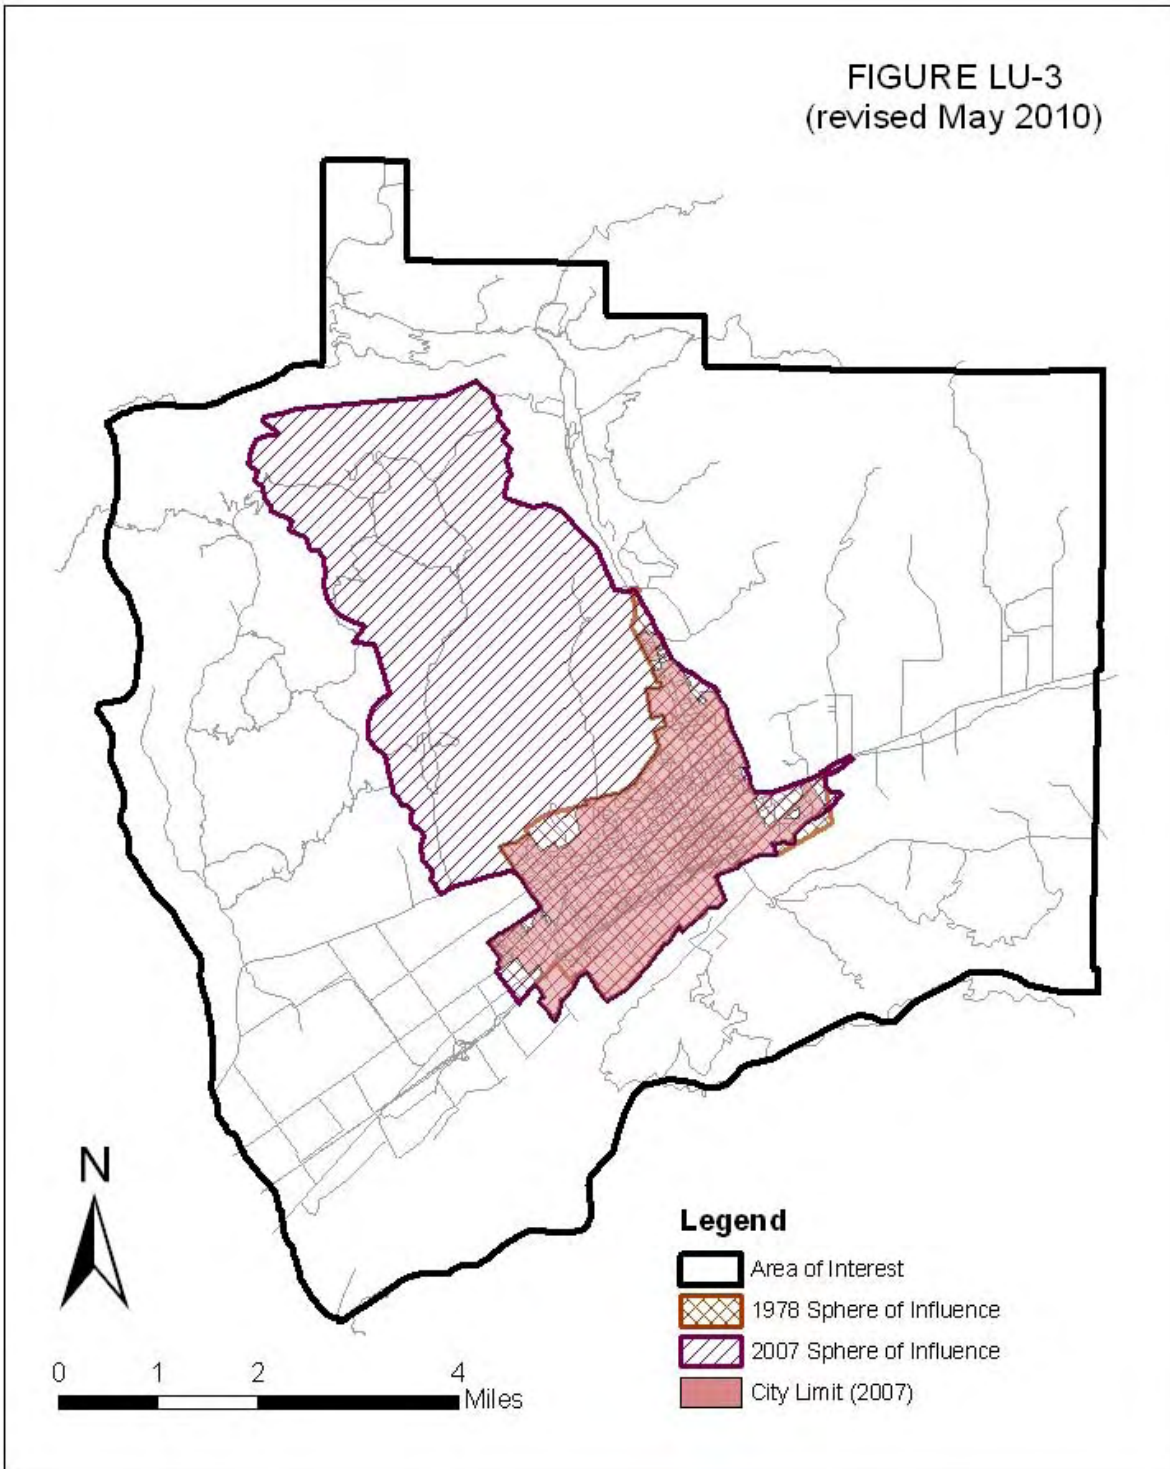 FIGURE LU-3
(revised May 2010)
N
Legend
Area of Interest
1978 Sphere of Influence
2007 Sphere of Influence
City Limit (2007)
0 1 2 4
Miles